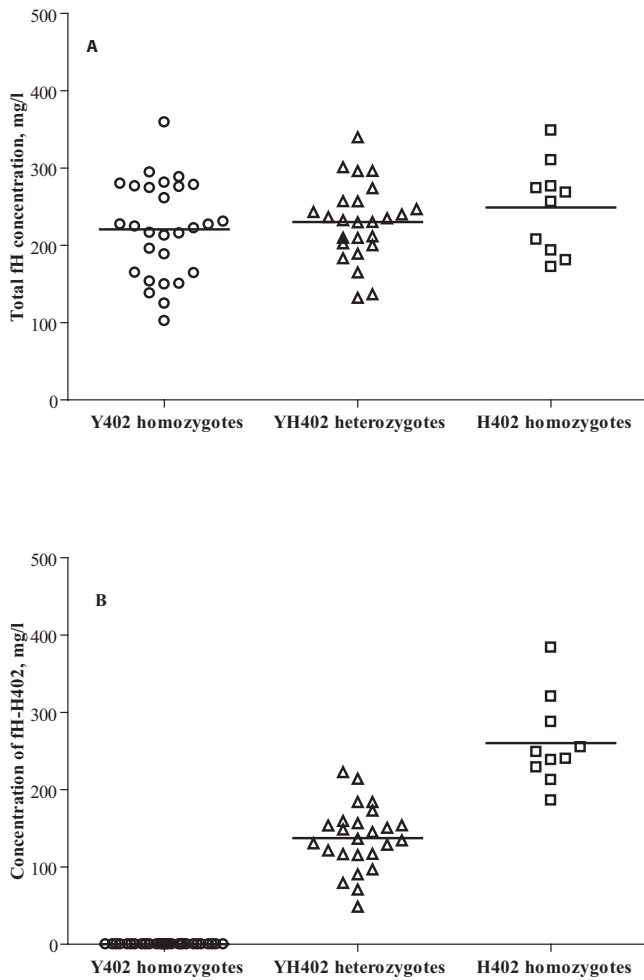 500
A
400
Total fH concentration, mg/l
300
200
100
0
Y402 homozygotes YH402 heterozygotes H402 homozygotes
500
B
400
Concentration of fH-H402, mg/l
300
200
100
0
Y402 homozygotes YH402 heterozygotes H402 homozygotes